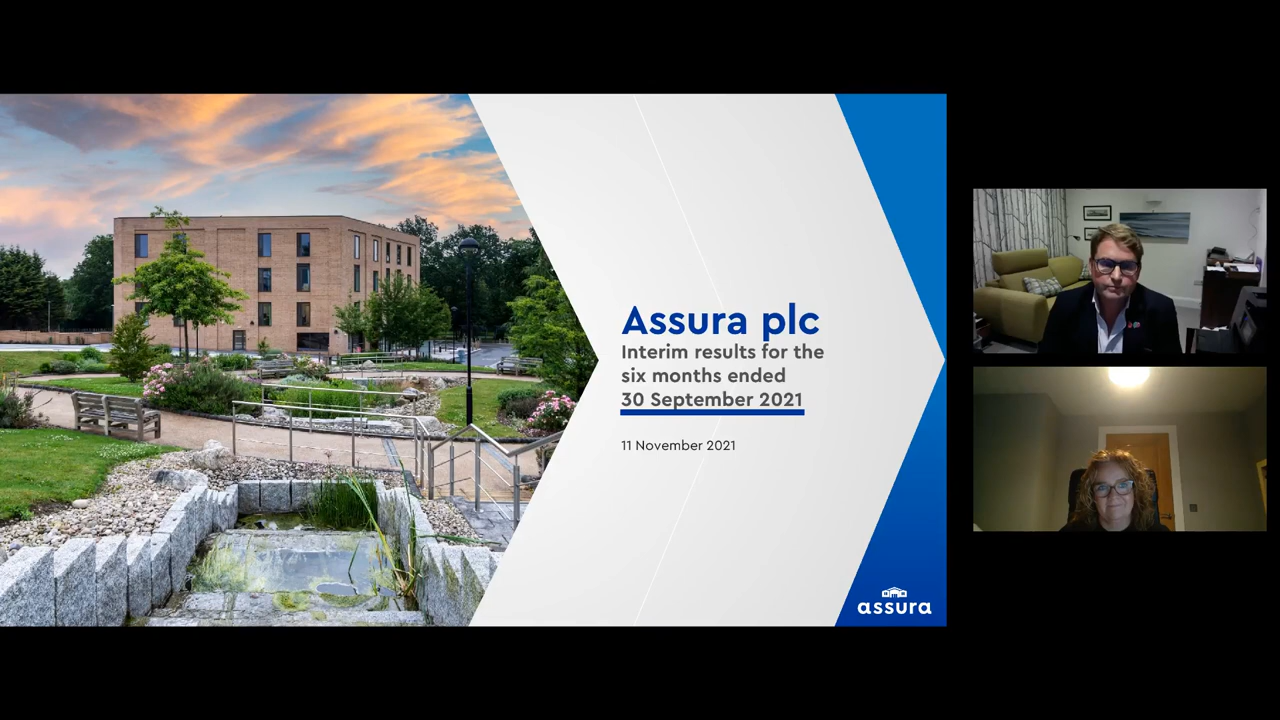 Assura plc
Interim results for the
six months ended
30 September 2021
11 November 2021
assura